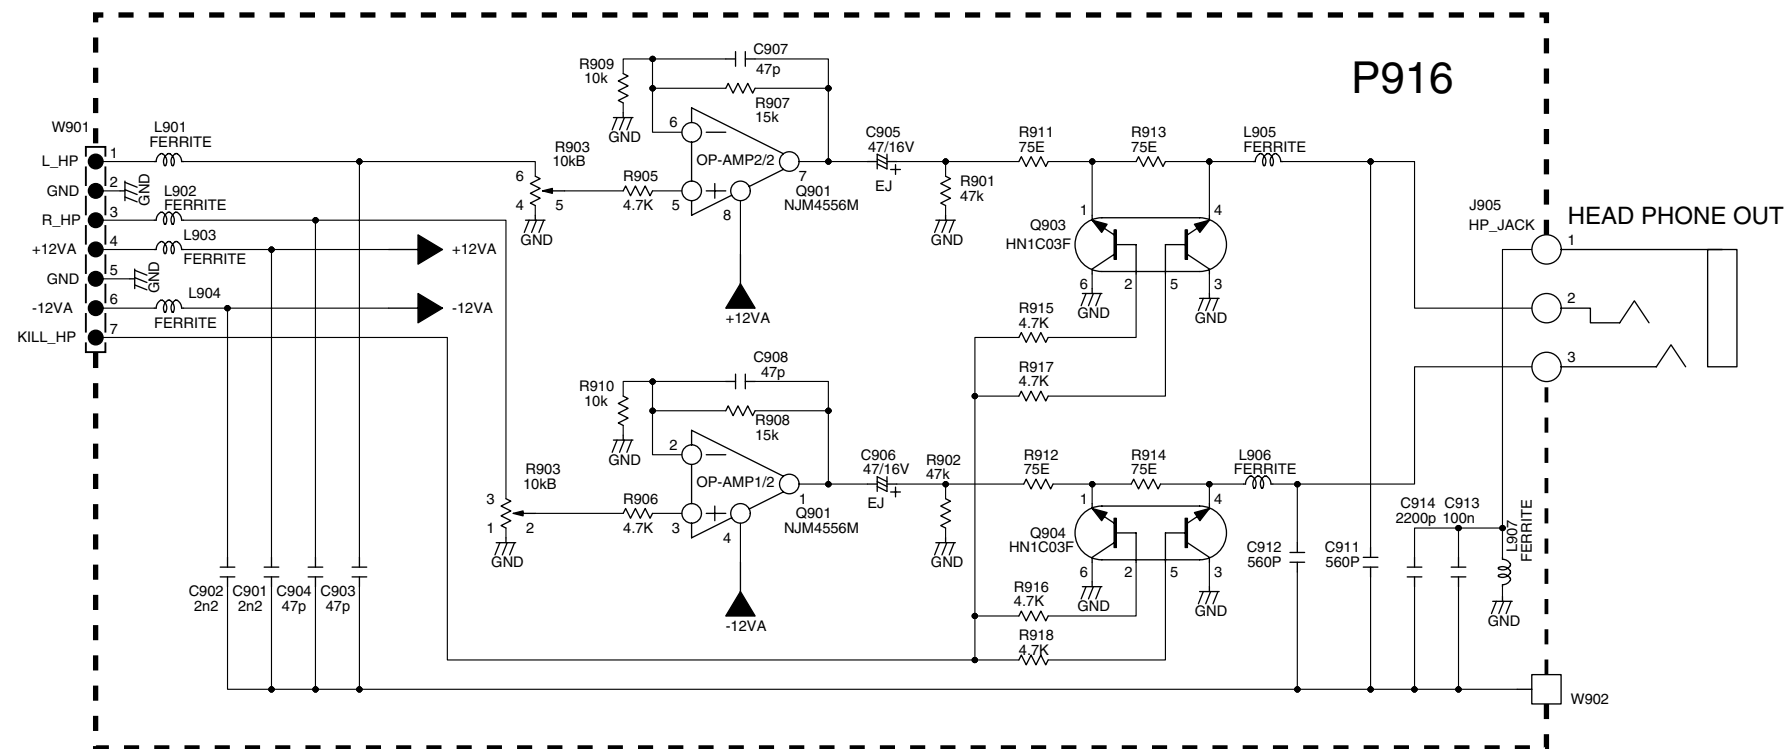 P916
HEAD PHONE OUT
W901
L_HP
1
GND
2
R_HP
3
+12VA
4
GND
5
-12VA
6
KILL_HP
7
L901
FERRITE
GND
L902
FERRITE
L903
FERRITE
+12VA
GND
L904
FERRITE
-12VA
R909
10k
GND
C907
47p
R907
15k
R903
10kB
6
4
5
GND
R905
4.7K
6
OP-AMP2/2
5
8
7
Q901
NJM4556M
+12VA
C905
47/16V
+
EJ
R901
47k
GND
R911
75E
R913
75E
L905
FERRITE
1
4
Q903
HN1C03F
6
2
5
3
GND
GND
R915
4.7K
R917
4.7K
J905
HP_JACK
1
2
3
R910
10k
GND
C908
47p
R908
15k
R903
10kB
3
1
2
GND
R906
4.7K
2
OP-AMP1/2
3
4
1
Q901
NJM4556M
-12VA
C906
47/16V
+
EJ
R902
47k
GND
R912
75E
R914
75E
L906
FERRITE
1
4
Q904
HN1C03F
6
2
5
3
GND
GND
R916
4.7K
R918
4.7K
C912
560P
C911
560P
C914
2200p
C913
100n
L907
FERRITE
GND
C902
2n2
C901
2n2
C904
47p
C903
47p
W902